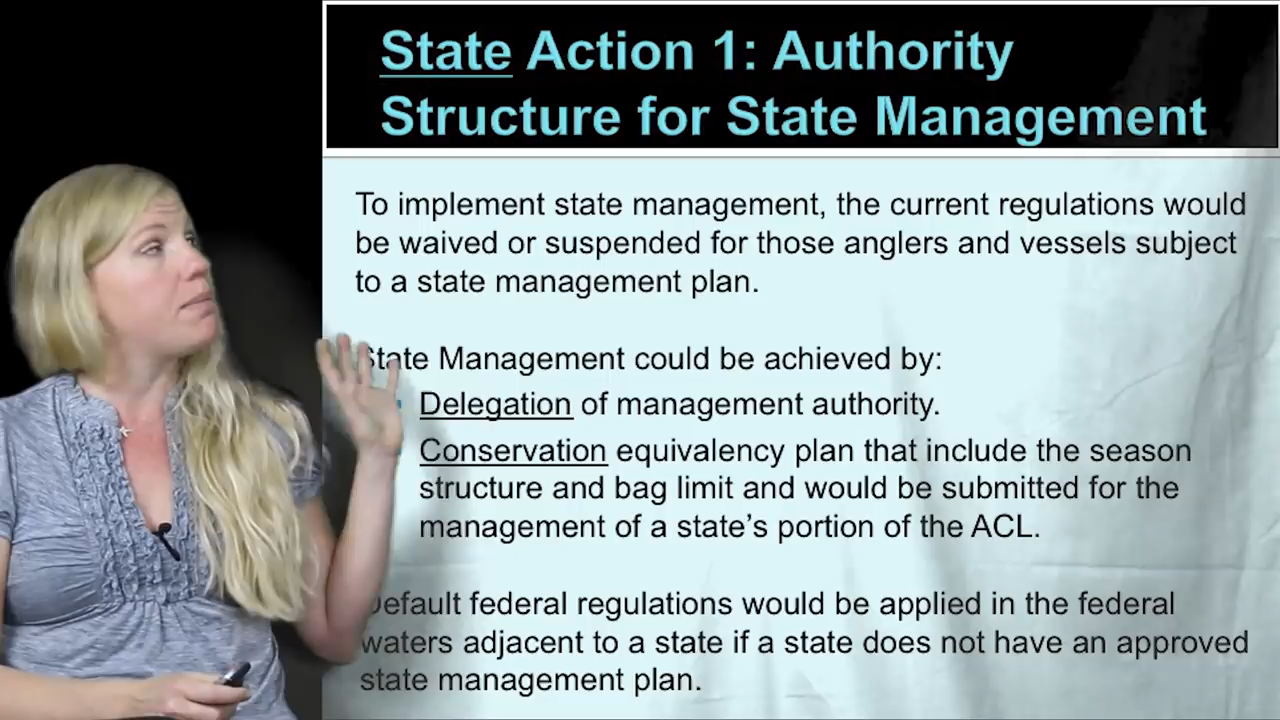 State Action 1: Authority
Structure for State Management
To implement state management, the current regulations would
be waived or suspended for those anglers and vessels subject
to a state management plan.
State Management could be achieved by:
Delegation of management authority.
Conservation equivalency plan that include the season
structure and bag limit and would be submitted for the
management of a state's portion of the ACL.
Default federal regulations would be applied in the federal
waters adjacent to a state if a state does not have an approved
state management plan.